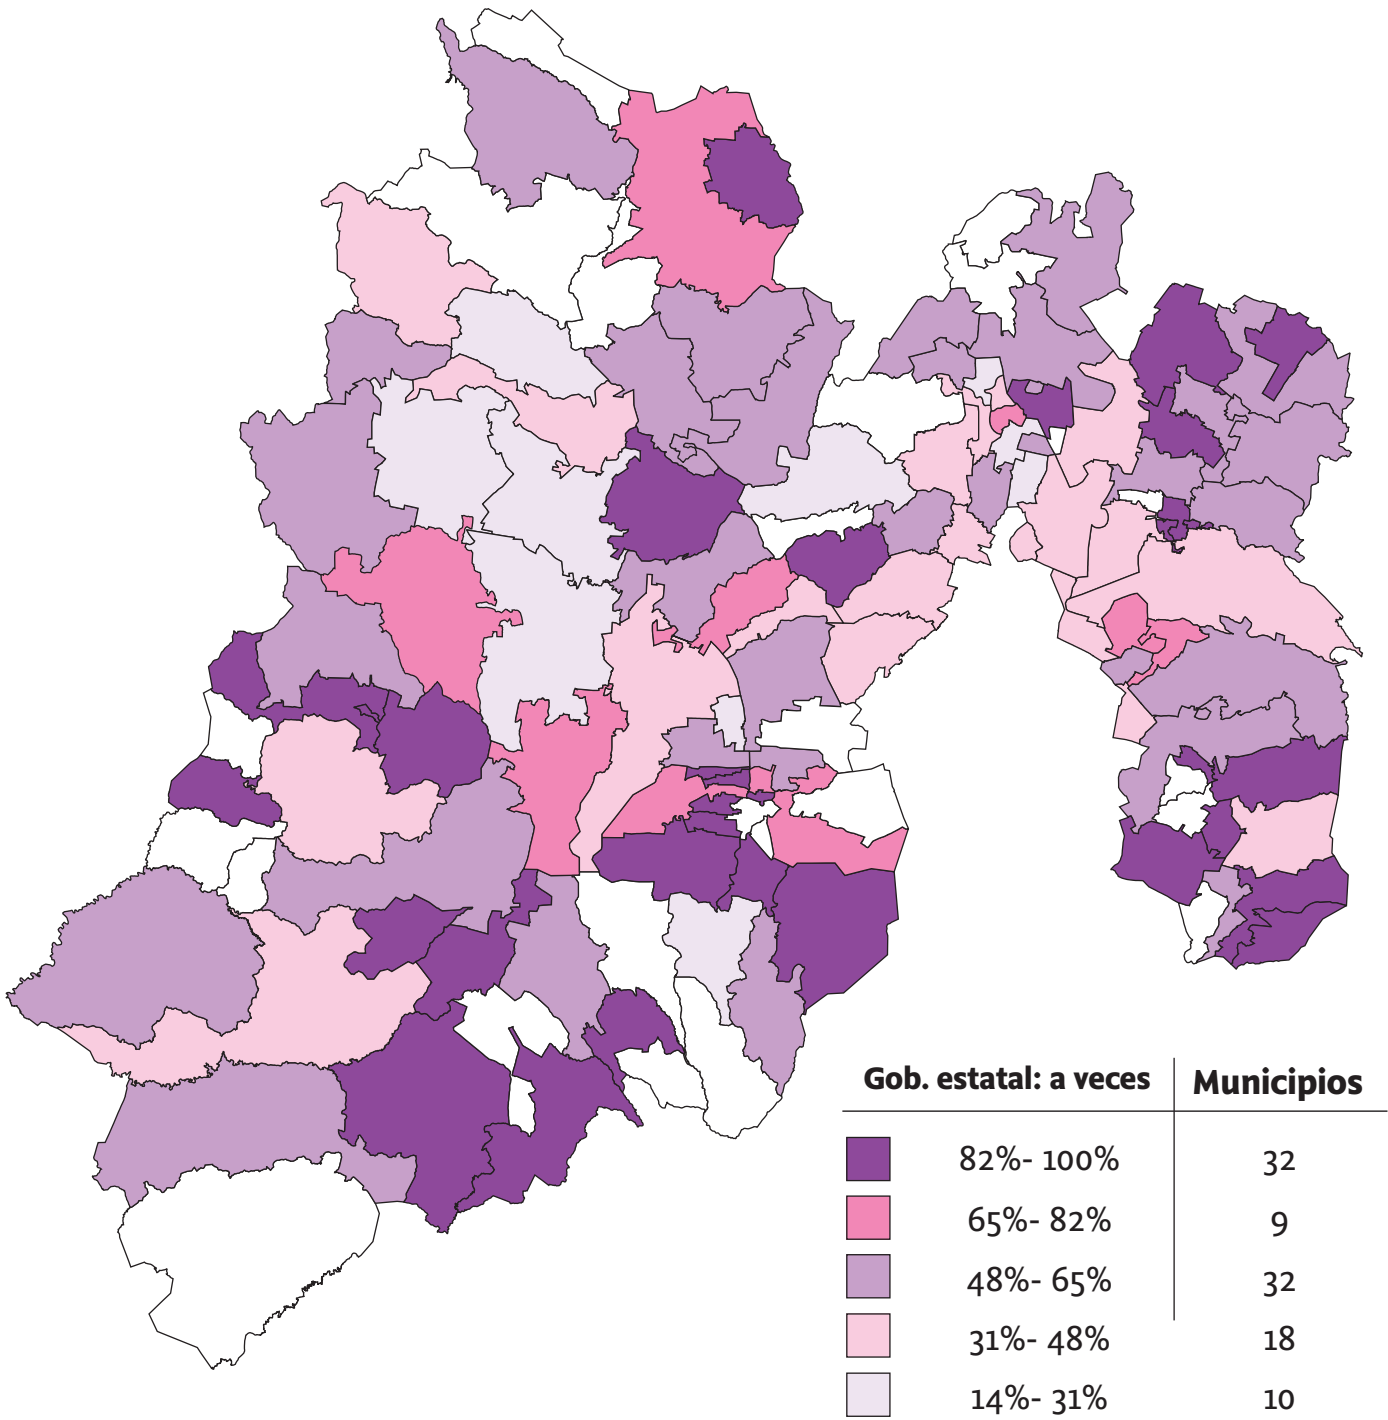 Gob. estatal: a veces Municipios
82%- 100% 32
65%- 82% 9
48%- 65% 32
31%- 48% 18
14%- 31% 10